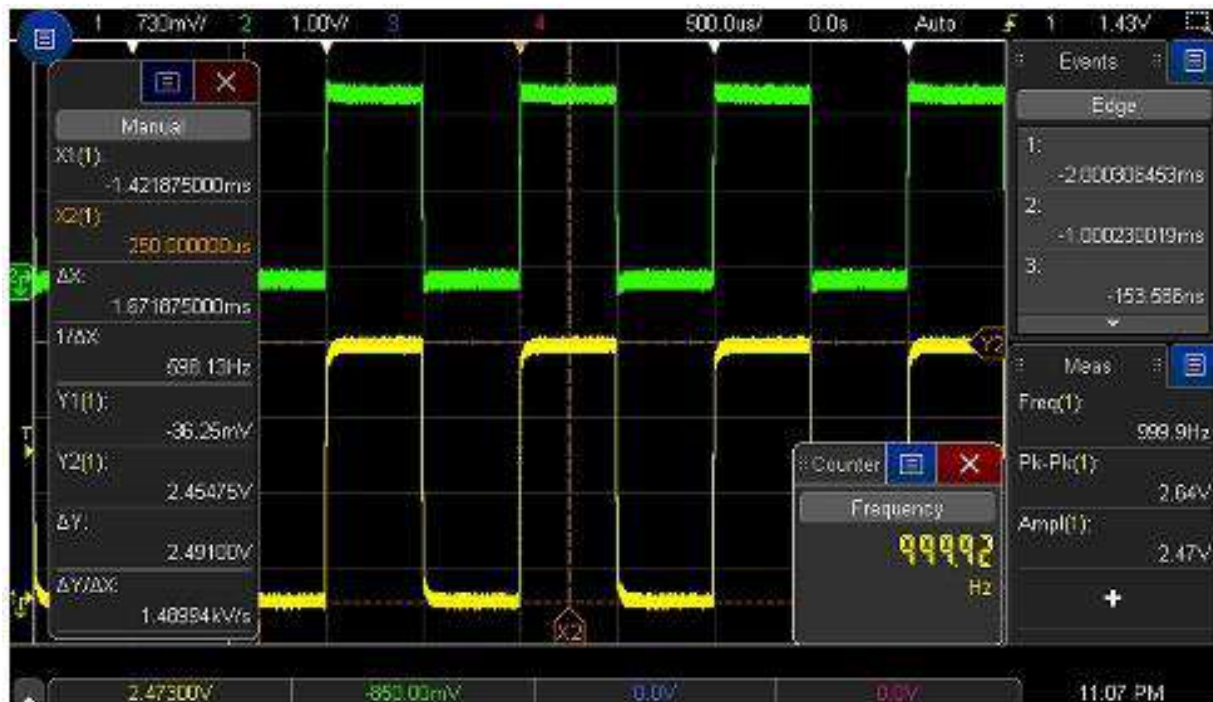 1 730mV/ 2 1.00V/ 3 4 500.0us/ 0.0s Auto 1 1.43V
Manual
X1(1):
-1.421875000ms
X2(1):
250.000000us
ΔX:
1.671875000ms
1/ΔX:
598.13Hz
Y1(1):
-36.25mV
Y2(1):
2.45475V
ΔY:
2.49100V
ΔY/ΔX:
1.48994kV/s
Y2
X2
T
Counter
Frequency
999.92
Hz
Events
Edge
1:
-2.000306453ms
2:
-1.000230019ms
3:
-153.566ns
Meas
Freq(1):
999.9Hz
Pk-Pk(1):
2.64V
Ampl(1):
2.47V
+
2.47300V -850.00mV 0.0V 0.0V 11:07 PM